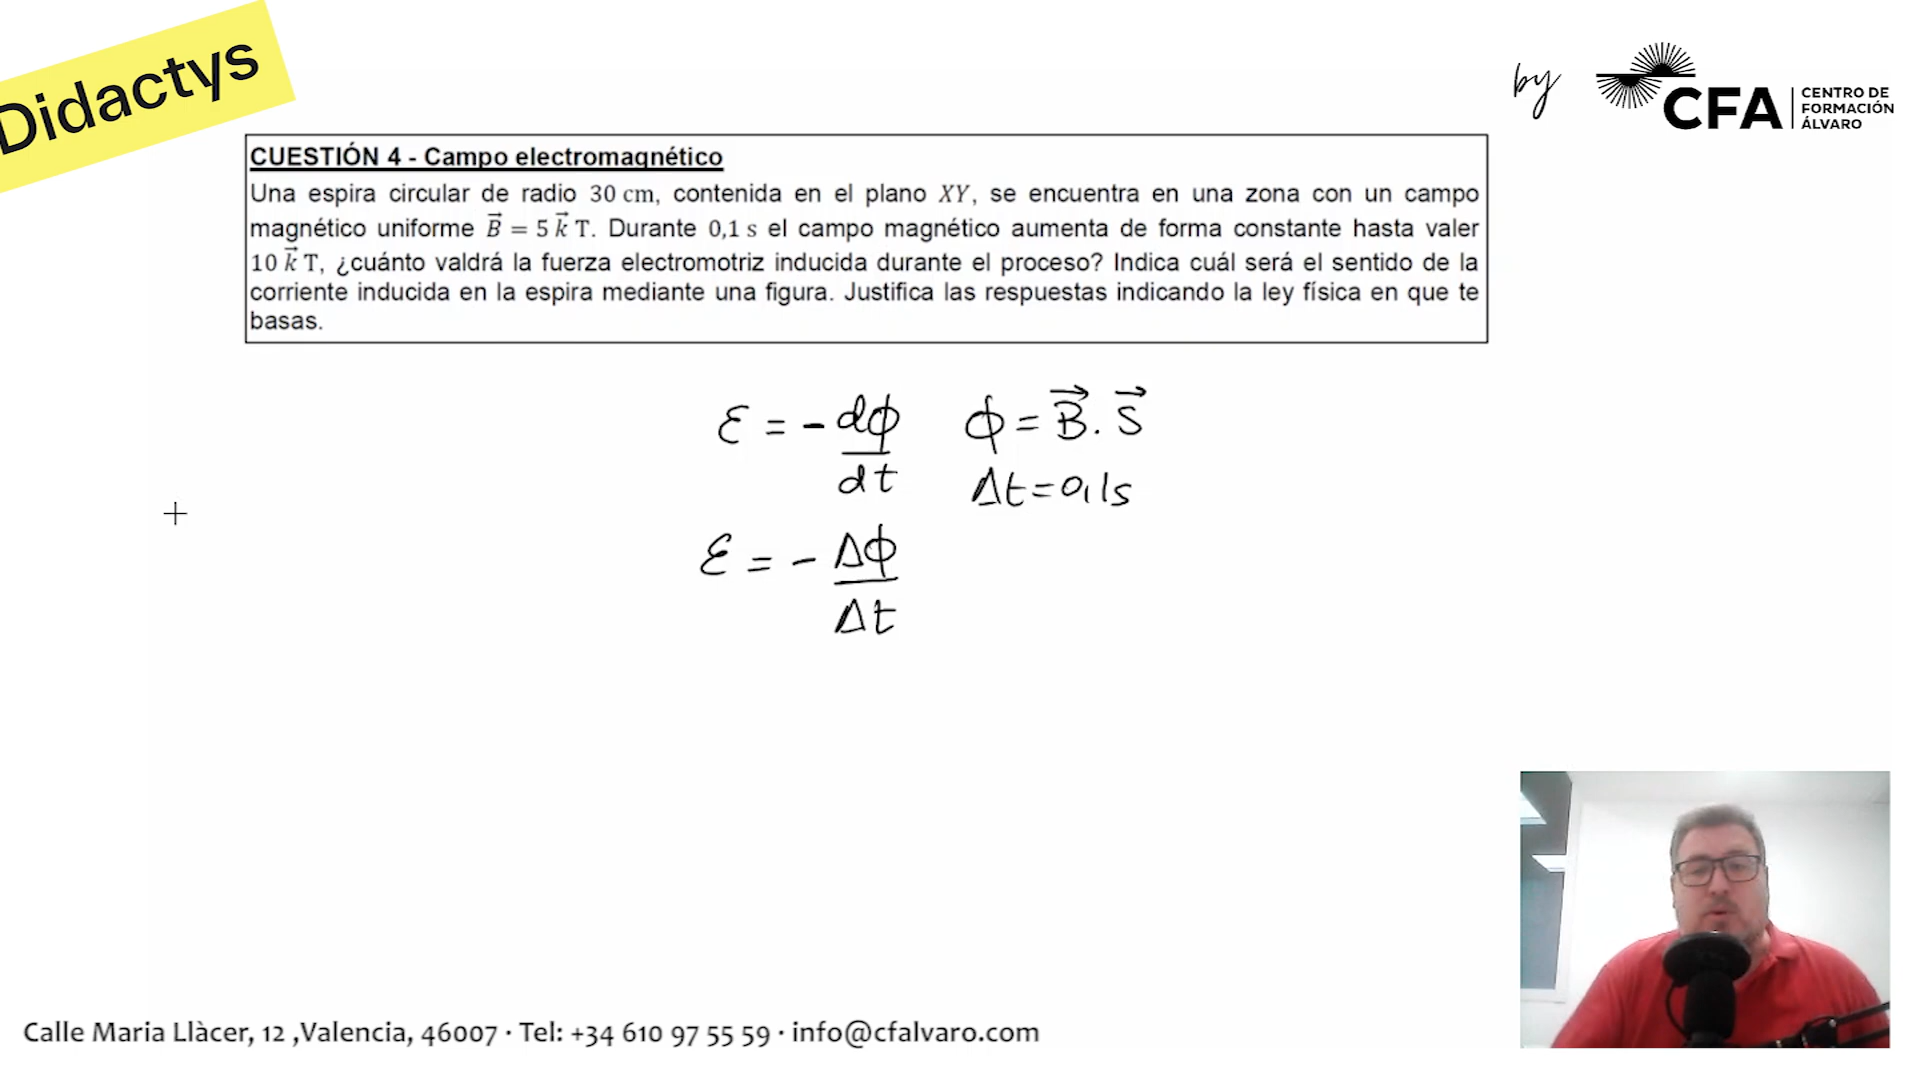 Didactys
by
CFA
CENTRO DE
FORMACIÓN
ÁLVARO
CUESTIÓN 4 - Campo electromagnético
Una espira circular de radio 30 cm, contenida en el plano XY, se encuentra en una zona con un campo
magnético uniforme B⃗ = 5 k⃗ T. Durante 0,1 s el campo magnético aumenta de forma constante hasta valer
10 k⃗ T, ¿cuánto valdrá la fuerza electromotriz inducida durante el proceso? Indica cuál será el sentido de la
corriente inducida en la espira mediante una figura. Justifica las respuestas indicando la ley física en que te
basas.
ε = - dϕ/dt ϕ = B⃗ . S⃗
Δt = 0,1s
ε = - Δϕ/Δt
Calle Maria Llàcer, 12 ,Valencia, 46007 · Tel: +34 610 97 55 59 · info@cfalvaro.com